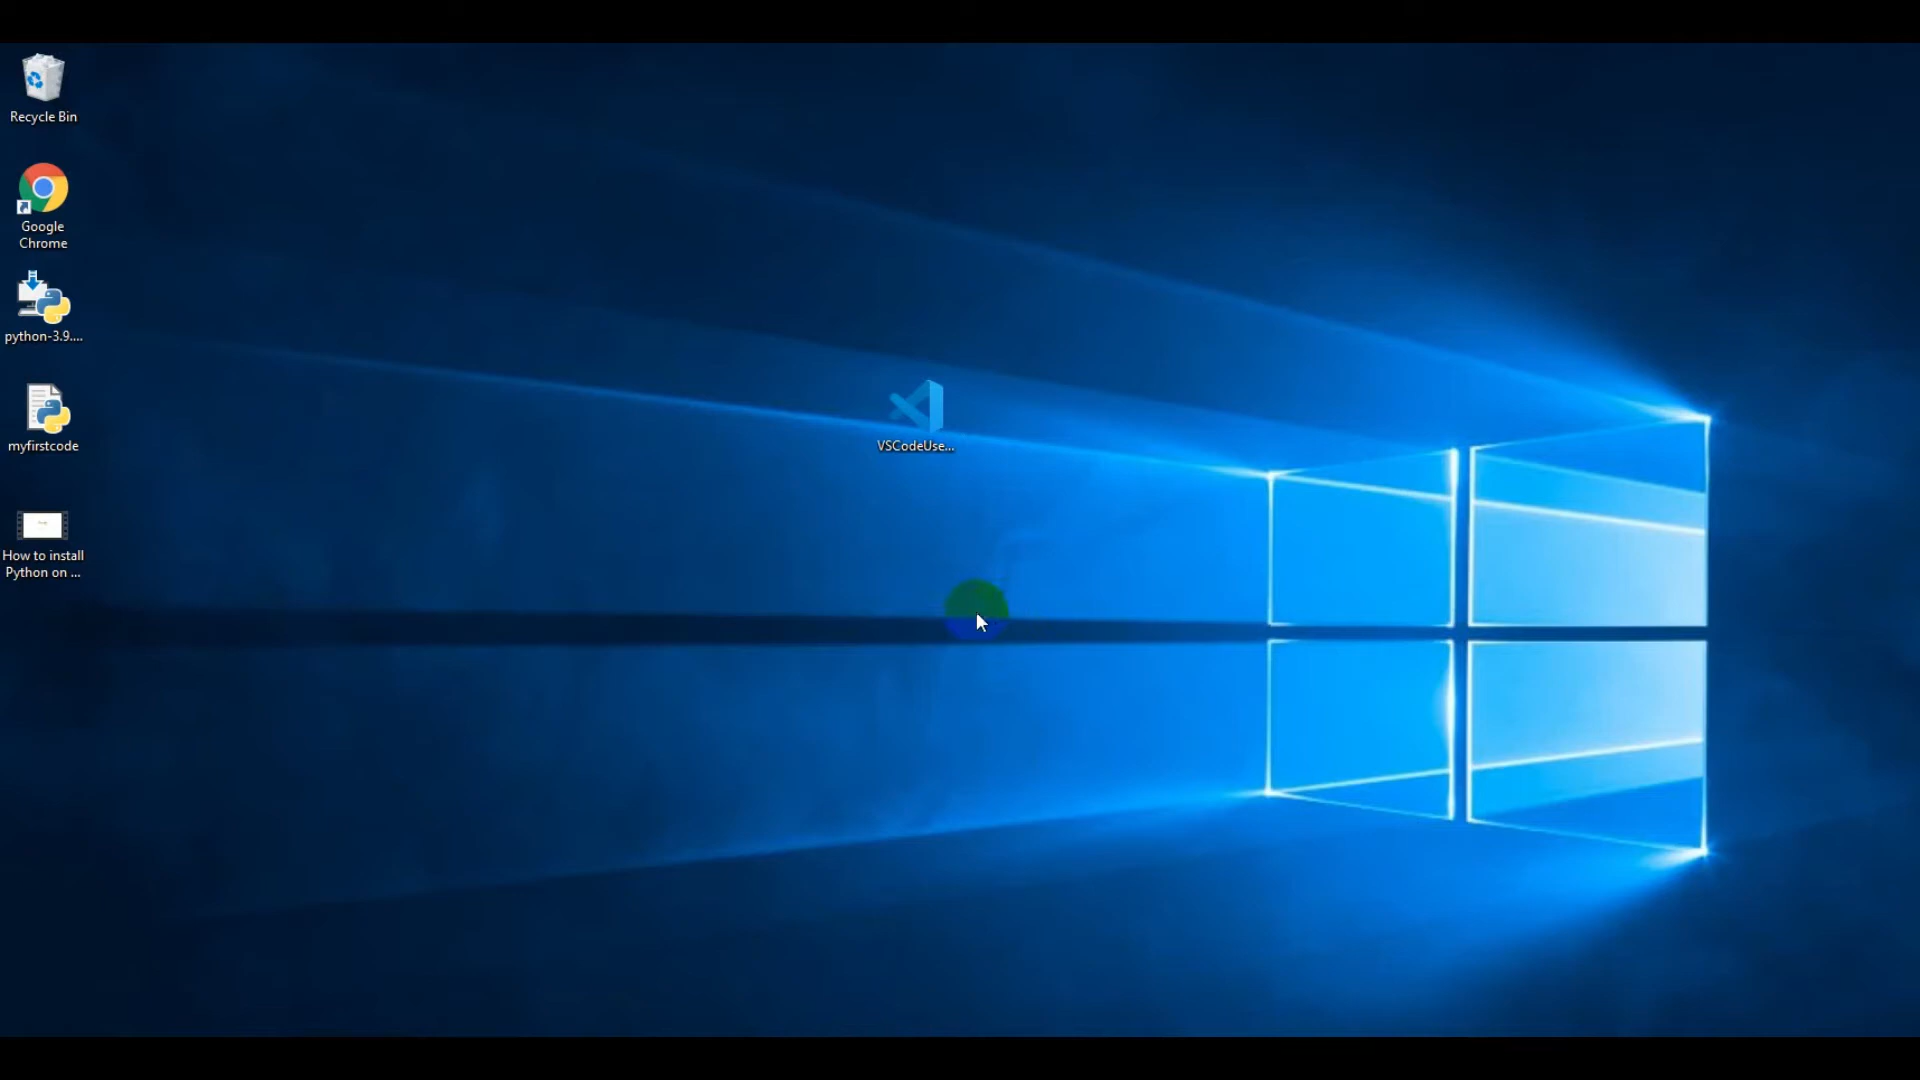 Recycle Bin
Google
Chrome
python-3.9....
myfirstcode
How to install
Python on ...
VSCodeUse...